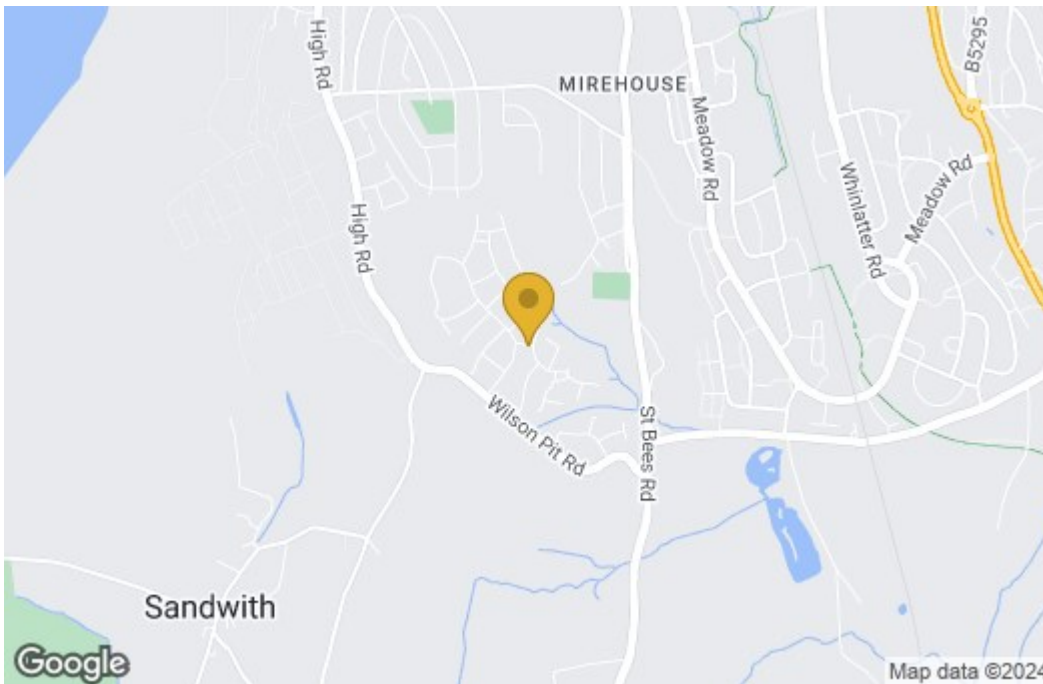 High Rd
MIREHOUSE
B5295
Meadow Rd
Whinlatter Rd
Meadow Rd
High Rd
Wilson Pit Rd
St Bees Rd
Sandwith
Google
Map data ©2024